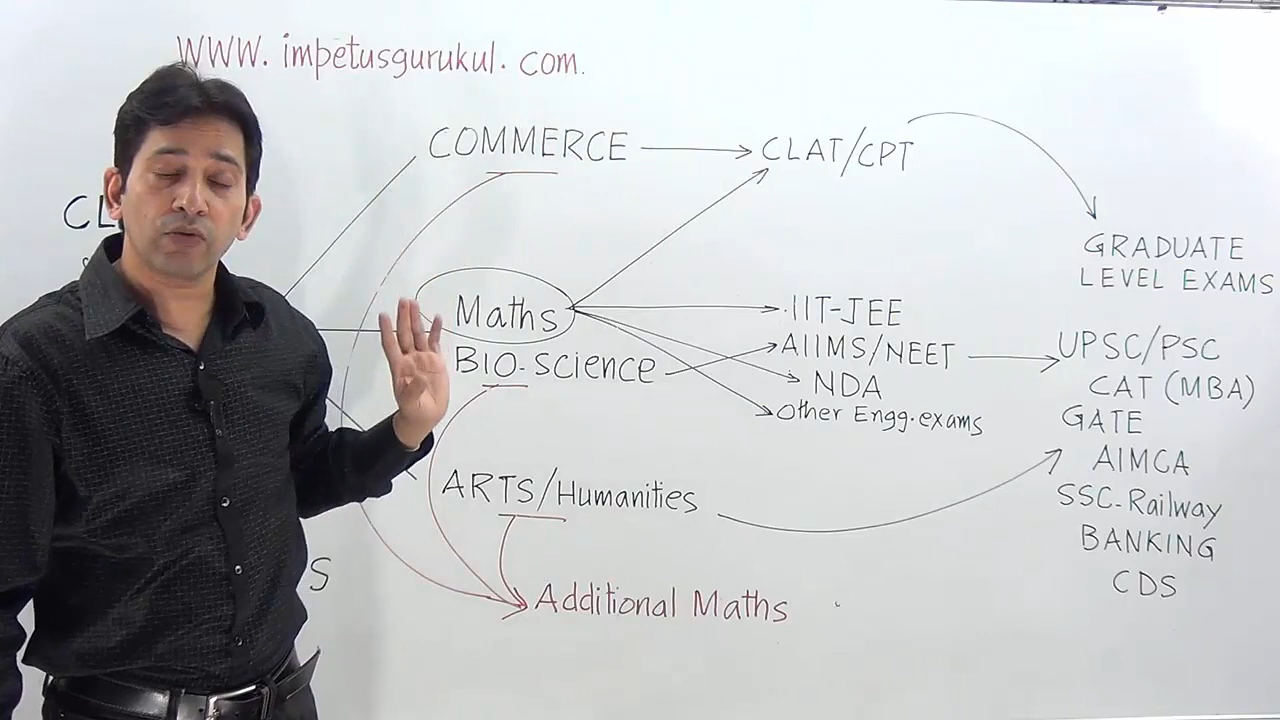 WWW. impetusgurukul. com.
COMMERCE
CLAT/CPT
GRADUATE
LEVEL EXAMS
Maths
IIT-JEE
BIO-Science
AIIMS/NEET
UPSC/PSC
NDA
CAT (MBA)
Other Engg. exams
GATE
AIMCA
ARTS/Humanities
SSC-Railway
BANKING
CDS
Additional Maths